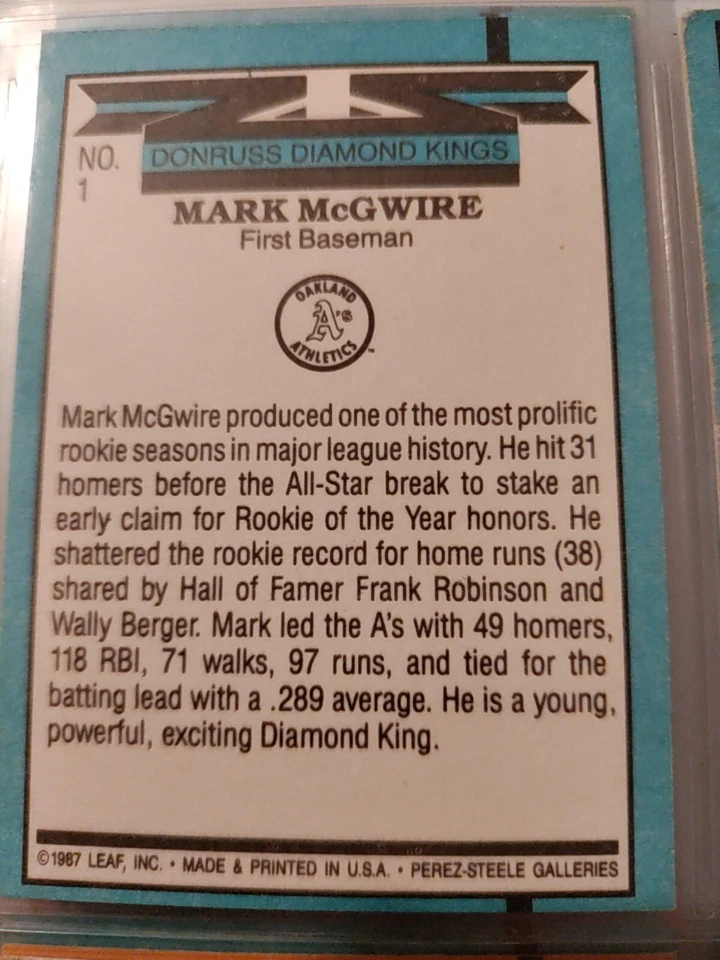 NO.
1
DONRUSS DIAMOND KINGS
MARK McGWIRE
First Baseman
OAKLAND
A's
ATHLETICS
™
Mark McGwire produced one of the most prolific
rookie seasons in major league history. He hit 31
homers before the All-Star break to stake an
early claim for Rookie of the Year honors. He
shattered the rookie record for home runs (38)
shared by Hall of Famer Frank Robinson and
Wally Berger. Mark led the A's with 49 homers,
118 RBI, 71 walks, 97 runs, and tied for the
batting lead with a .289 average. He is a young,
powerful, exciting Diamond King.
©1987 LEAF, INC. • MADE & PRINTED IN U.S.A. • PEREZ-STEELE GALLERIES